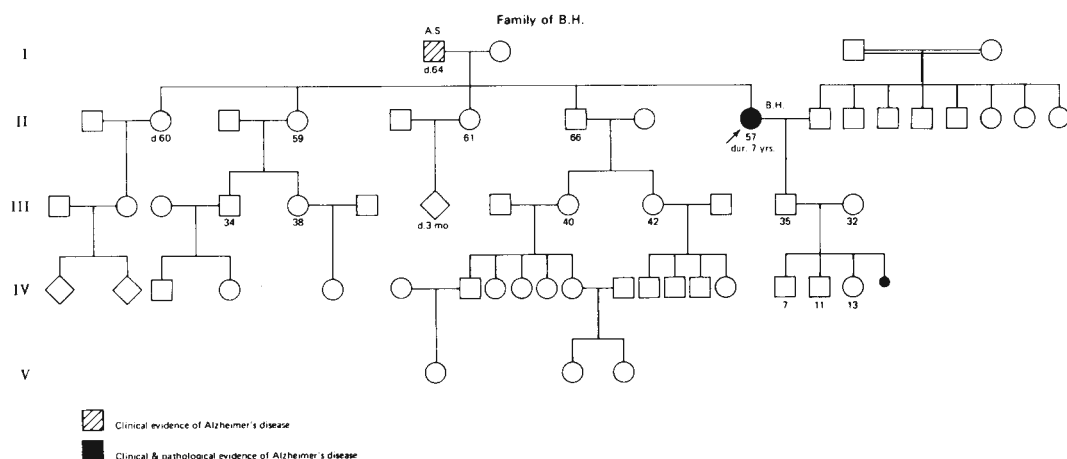 Family of B.H.
I
A.S
d.64
II
B.H.
d 60
59
61
66
57
dur. 7 yrs.
III
34
38
d.3 mo
40
42
35
32
IV
7
11
13
V
Clinical evidence of Alzheimer's disease
Clinical & pathological evidence of Alzheimer's disease